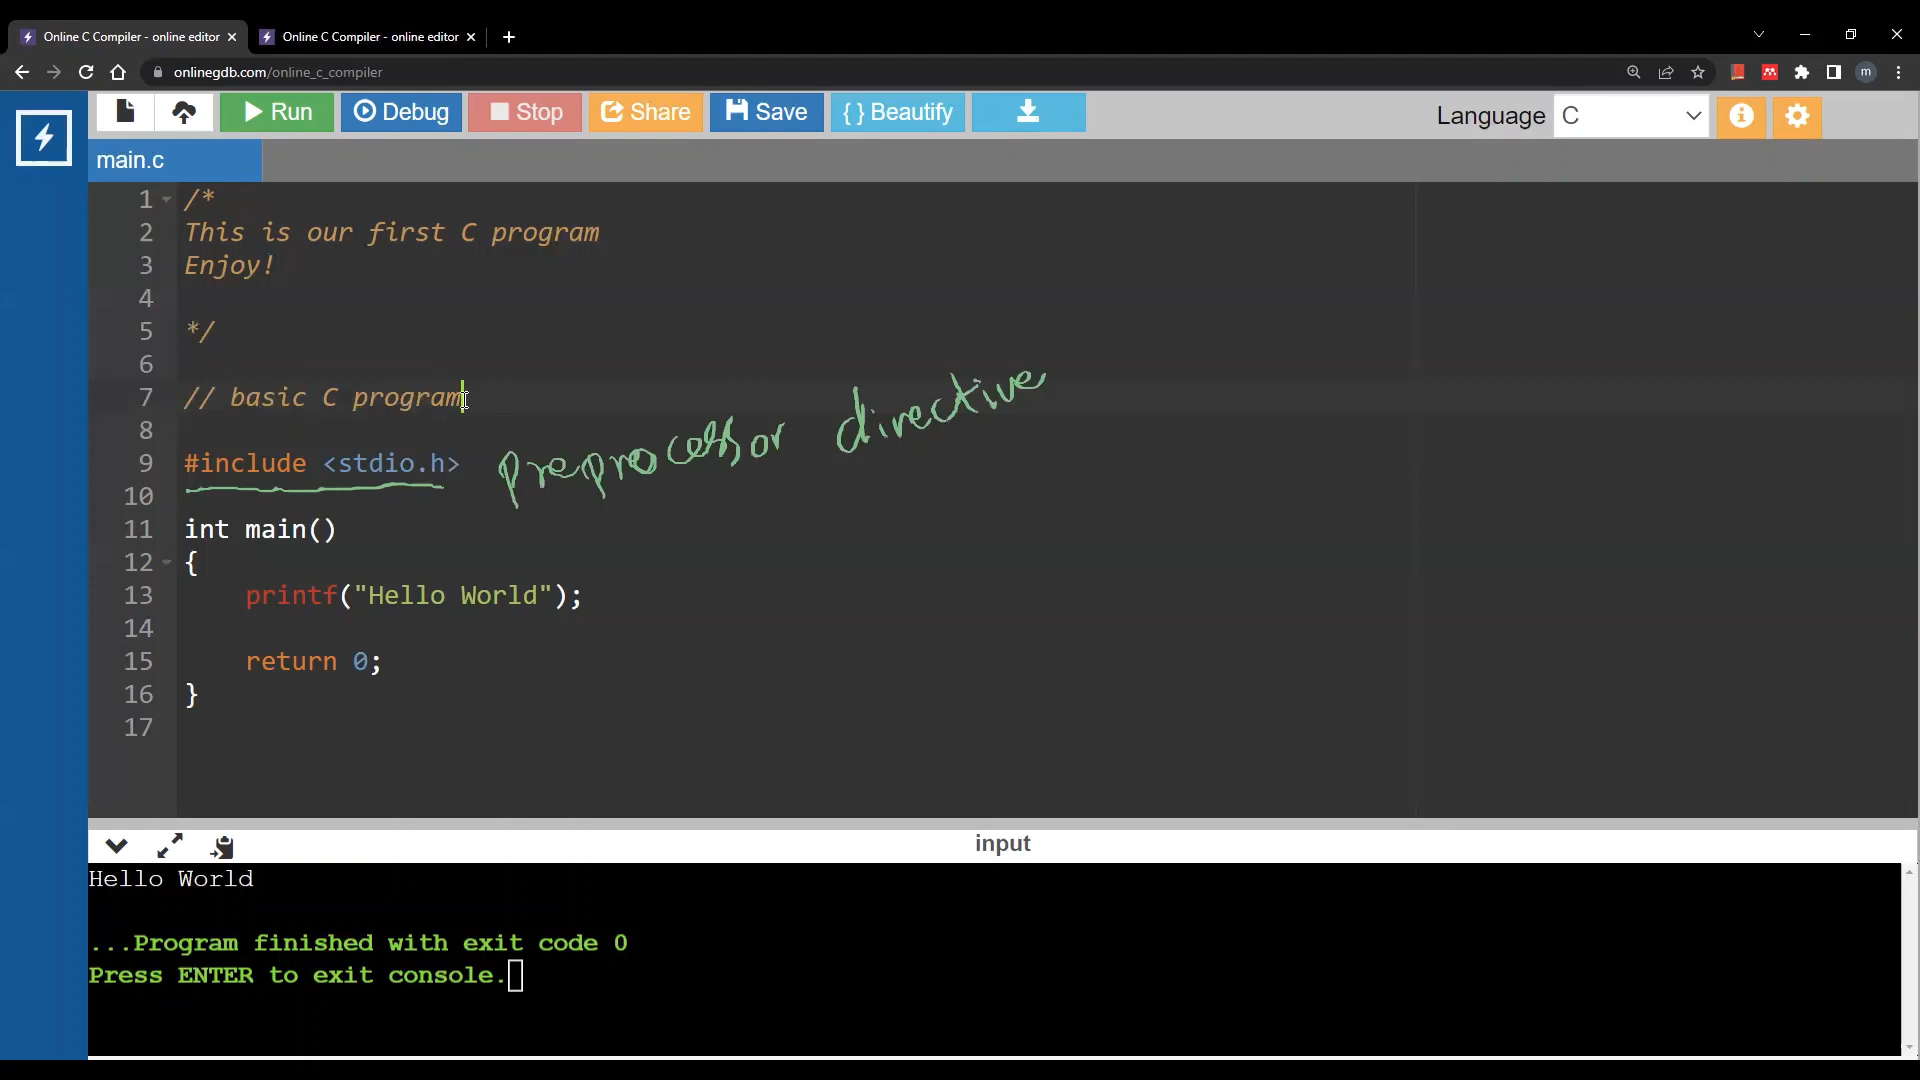 Online C Compiler - online editor
Online C Compiler - online editor
onlinegdb.com/online_c_compiler
m
Run
Debug
Stop
Share
Save
{ } Beautify
Language
C
main.c
1 /*
2 This is our first C program
3 Enjoy!
4
5 */
6
7 // basic C program
8
9 #include <stdio.h>
preprocessor directive
10
11 int main()
12 {
13 printf("Hello World");
14
15 return 0;
16 }
17
input
Hello World
...Program finished with exit code 0
Press ENTER to exit console.